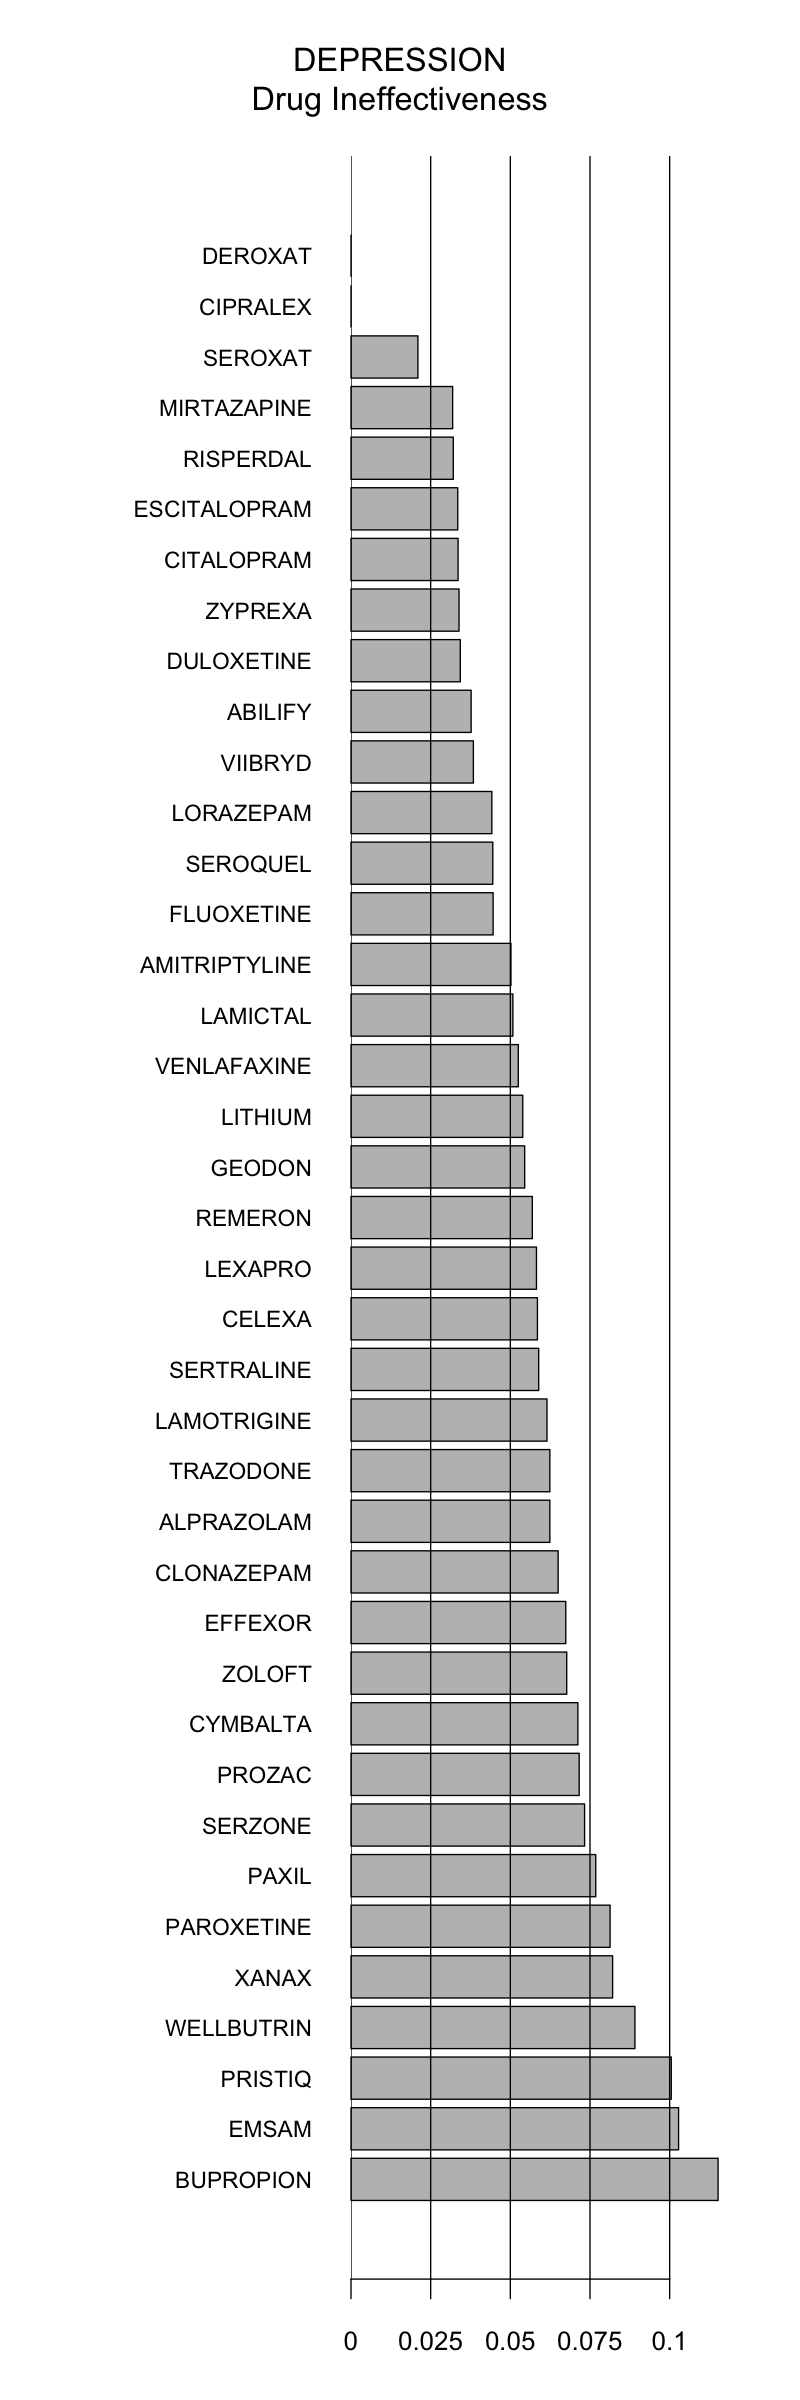 DEPRESSION
Drug Ineffectiveness
DEROXAT
CIPRALEX
SEROXAT
MIRTAZAPINE
RISPERDAL
ESCITALOPRAM
CITALOPRAM
ZYPREXA
DULOXETINE
ABILIFY
VIIBRYD
LORAZEPAM
SEROQUEL
FLUOXETINE
AMITRIPTYLINE
LAMICTAL
VENLAFAXINE
LITHIUM
GEODON
REMERON
LEXAPRO
CELEXA
SERTRALINE
LAMOTRIGINE
TRAZODONE
ALPRAZOLAM
CLONAZEPAM
EFFEXOR
ZOLOFT
CYMBALTA
PROZAC
SERZONE
PAXIL
PAROXETINE
XANAX
WELLBUTRIN
PRISTIQ
EMSAM
BUPROPION
0 0.025 0.05 0.075 0.1